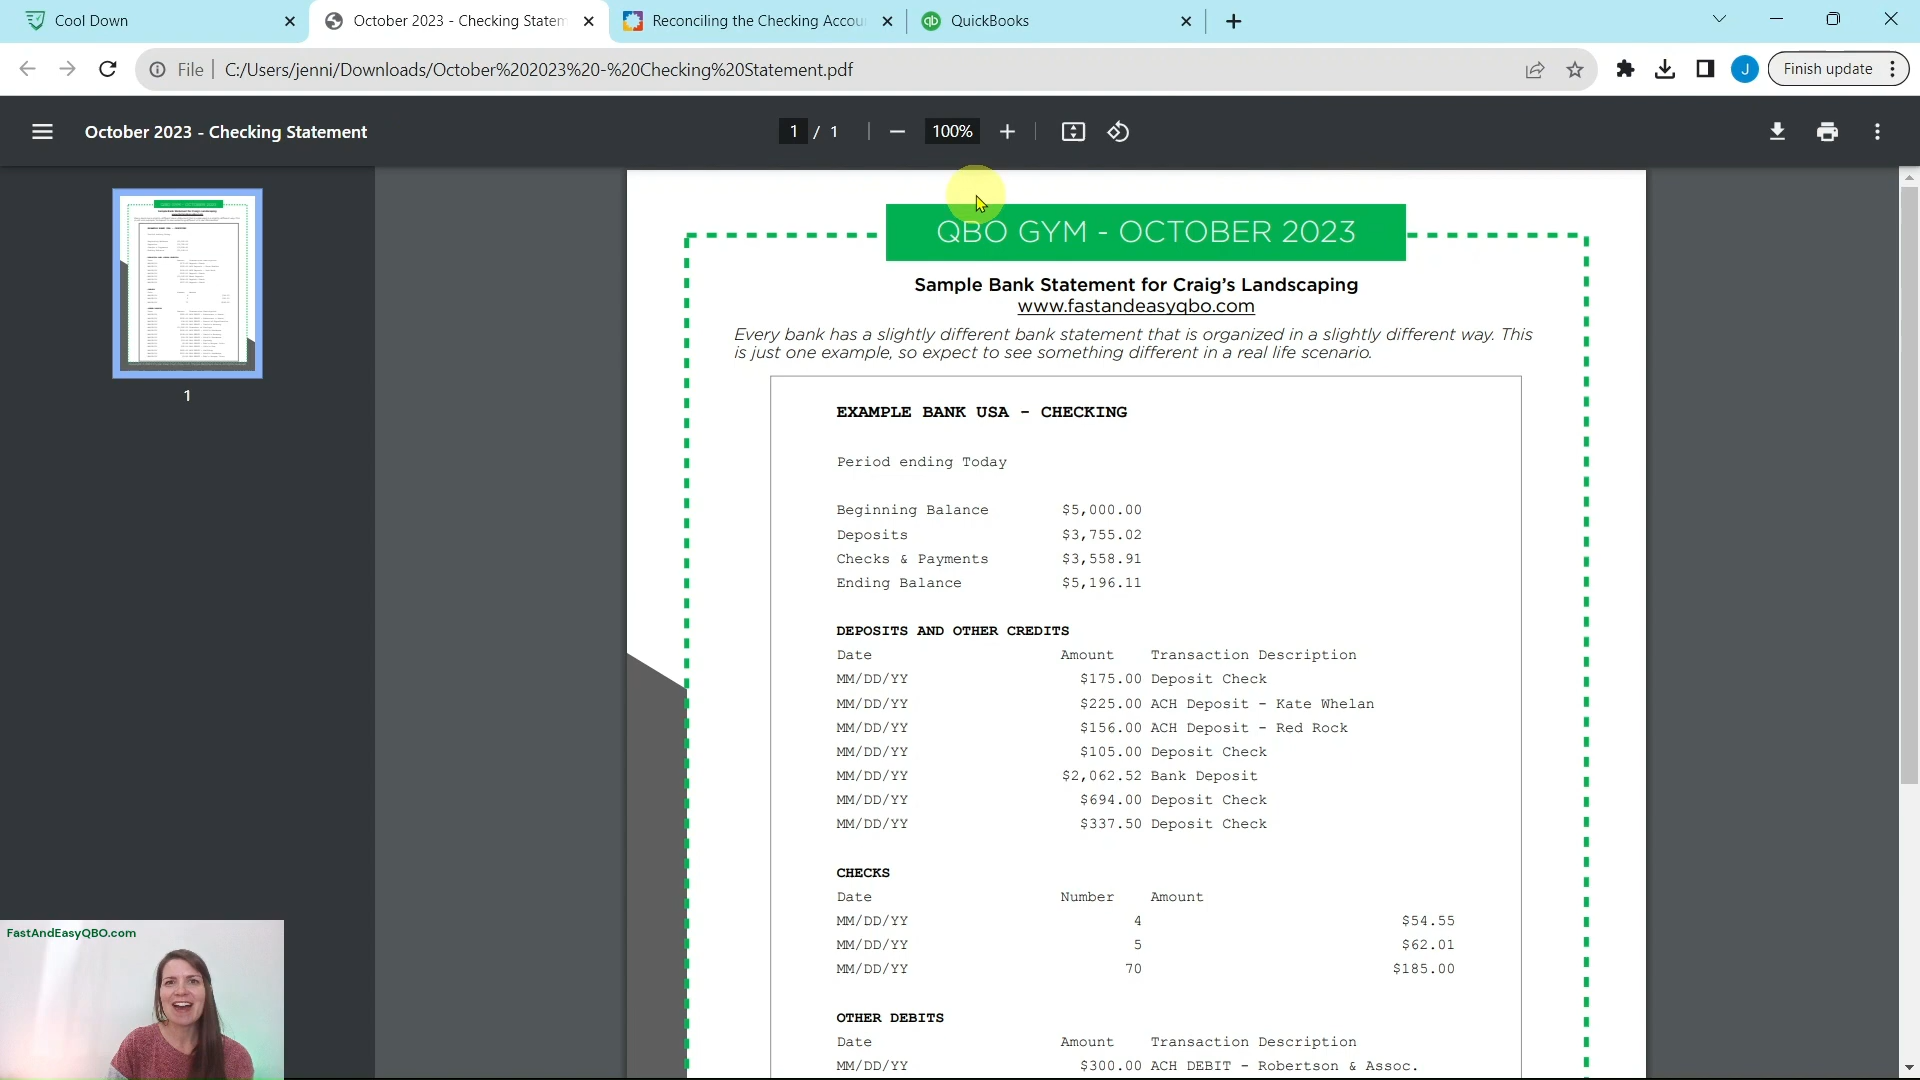 Cool Down
October 2023 - Checking Statem
Reconciling the Checking Accou
QuickBooks
File
C:/Users/jenni/Downloads/October%202023%20-%20Checking%20Statement.pdf
J
Finish update
October 2023 - Checking Statement
1 / 1
100%
1
QBO GYM - OCTOBER 2023
Sample Bank Statement for Craig's Landscaping
www.fastandeasyqbo.com
Every bank has a slightly different bank statement that is organized in a slightly different way. This
is just one example, so expect to see something different in a real life scenario.
EXAMPLE BANK USA - CHECKING
Period ending Today
Beginning Balance $5,000.00
Deposits $3,755.02
Checks & Payments $3,558.91
Ending Balance $5,196.11
DEPOSITS AND OTHER CREDITS
Date Amount Transaction Description
MM/DD/YY $175.00 Deposit Check
MM/DD/YY $225.00 ACH Deposit - Kate Whelan
MM/DD/YY $156.00 ACH Deposit - Red Rock
MM/DD/YY $105.00 Deposit Check
MM/DD/YY $2,062.52 Bank Deposit
MM/DD/YY $694.00 Deposit Check
MM/DD/YY $337.50 Deposit Check
CHECKS
Date Number Amount
MM/DD/YY 4 $54.55
MM/DD/YY 5 $62.01
MM/DD/YY 70 $185.00
OTHER DEBITS
Date Amount Transaction Description
MM/DD/YY $300.00 ACH DEBIT - Robertson & Assoc.
FastAndEasyQBO.com